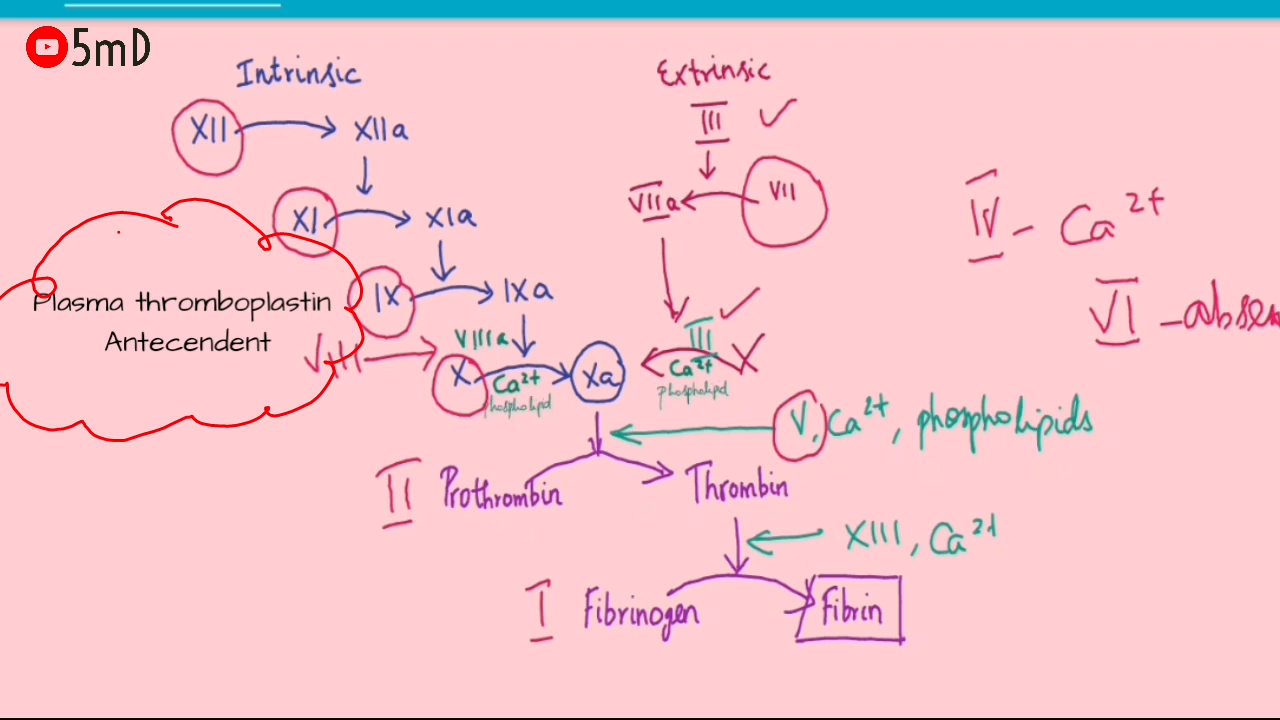 5mD
Intrinsic
Extrinsic
XII XIIa
III
XI XIa
VIIa VII
IV - Ca²⁺
Plasma thromboplastin
Antecendent
IX IXa
VI - absen
VIII VIIIa
III
X Ca²⁺ Xa
Ca²⁺ X
phospholipid
phospholipid
V, Ca²⁺, phospholipids
II Prothrombin Thrombin
XIII, Ca²⁺
I Fibrinogen Fibrin